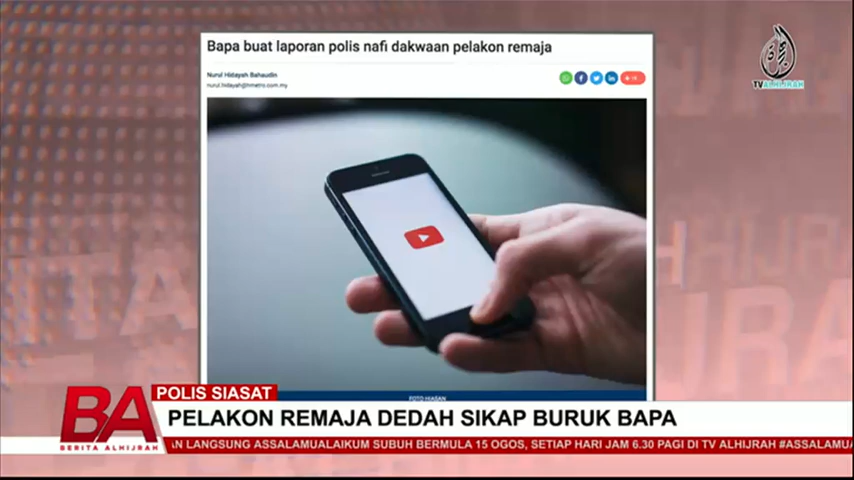 Bapa buat laporan polis nafi dakwaan pelakon remaja
Nurul Hidayah Bahaudin
nurul.hidayah@hmetro.com.my
TV ALHIJRAH
FOTO HIASAN
POLIS SIASAT
BA
BERITA ALHIJRAH
PELAKON REMAJA DEDAH SIKAP BURUK BAPA
AN LANGSUNG ASSALAMUALAIKUM SUBUH BERMULA 15 OGOS, SETIAP HARI JAM 6.30 PAGI DI TV ALHIJRAH #ASSALAMUA